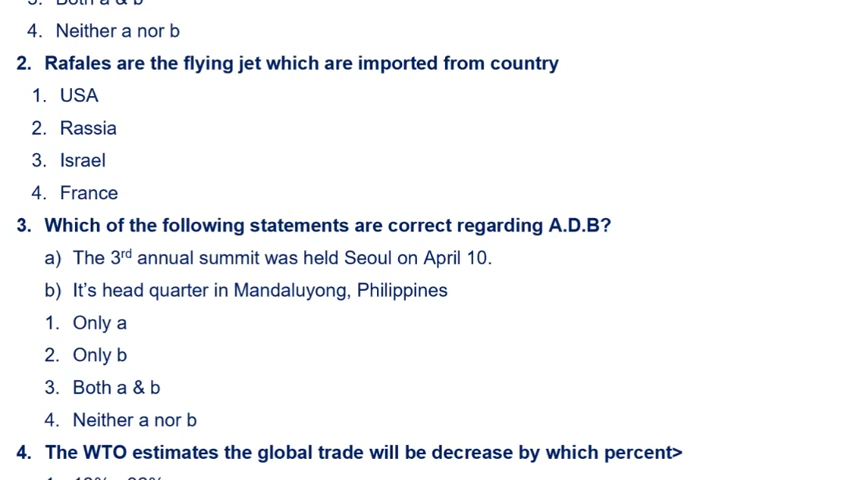 3. Both a & b
4. Neither a nor b
2. Rafales are the flying jet which are imported from country
1. USA
2. Rassia
3. Israel
4. France
3. Which of the following statements are correct regarding A.D.B?
a) The 3rd annual summit was held Seoul on April 10.
b) It's head quarter in Mandaluyong, Philippines
1. Only a
2. Only b
3. Both a & b
4. Neither a nor b
4. The WTO estimates the global trade will be decrease by which percent>